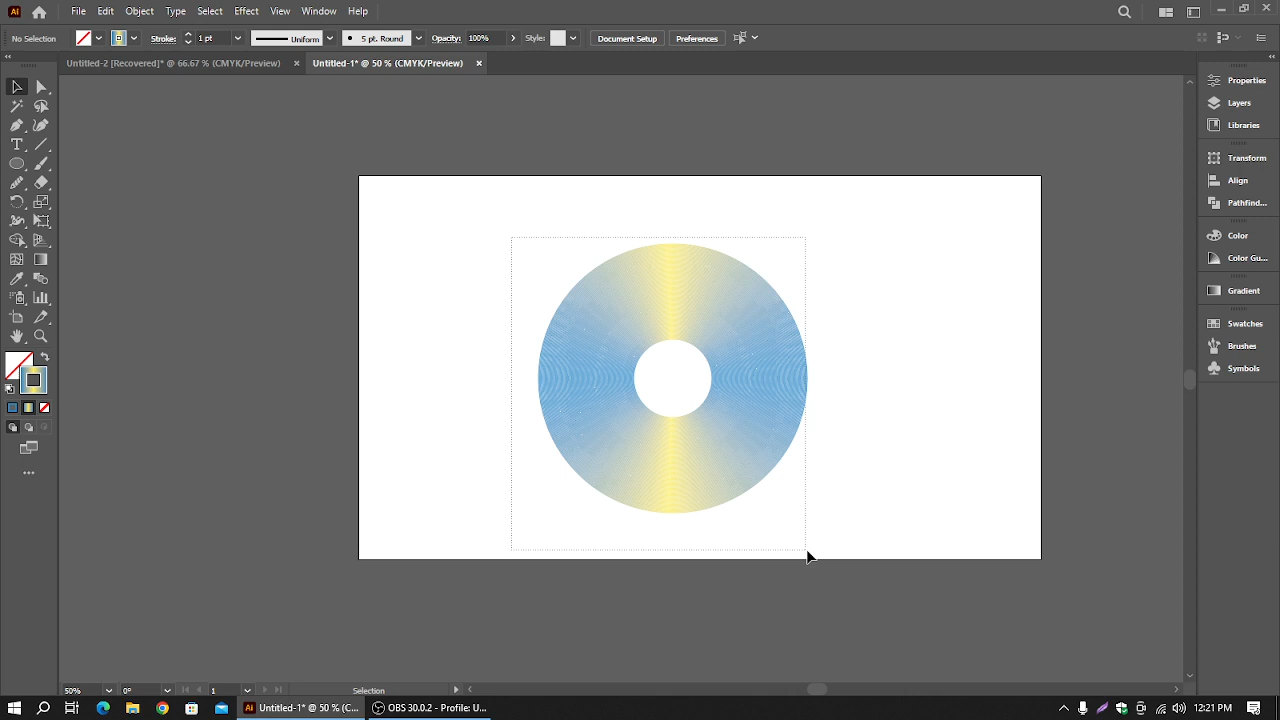 Ai File Edit Object Type Select Effect View Window Help
No Selection Stroke: 1 pt Uniform 5 pt. Round Opacity: 100% Style: Document Setup Preferences
Untitled-2 [Recovered]* @ 66.67 % (CMYK/Preview) Untitled-1* @ 50 % (CMYK/Preview)
Properties
Layers
Libraries
Transform
Align
Pathfind...
Color
Color Gu...
Gradient
Swatches
Brushes
Symbols
50% 0° 1 Selection
Ai Untitled-1* @ 50 % (C... OBS 30.0.2 - Profile: U... 12:21 PM